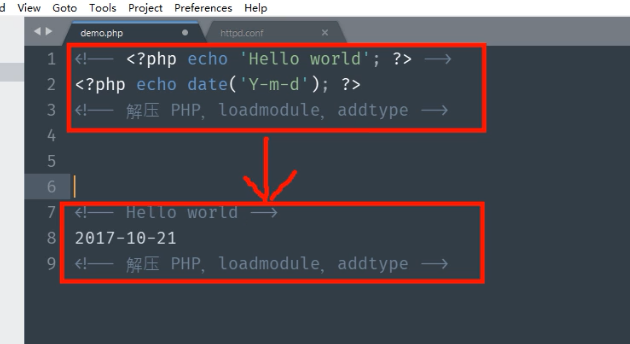 d View Goto Tools Project Preferences Help
demo.php httpd.conf
1 <!-- <?php echo 'Hello world'; ?> -->
2 <?php echo date('Y-m-d'); ?>
3 <!-- 解压 PHP, loadmodule, addtype -->
4
5
6
7 <!-- Hello world -->
8 2017-10-21
9 <!-- 解压 PHP, loadmodule, addtype -->